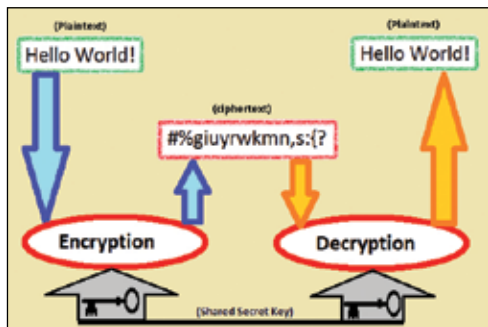 (Plaintext)
Hello World!
(Plaintext)
Hello World!
(ciphertext)
#%giuyrwkmn,s:{?
Encryption
Decryption
(Shared Secret Key)